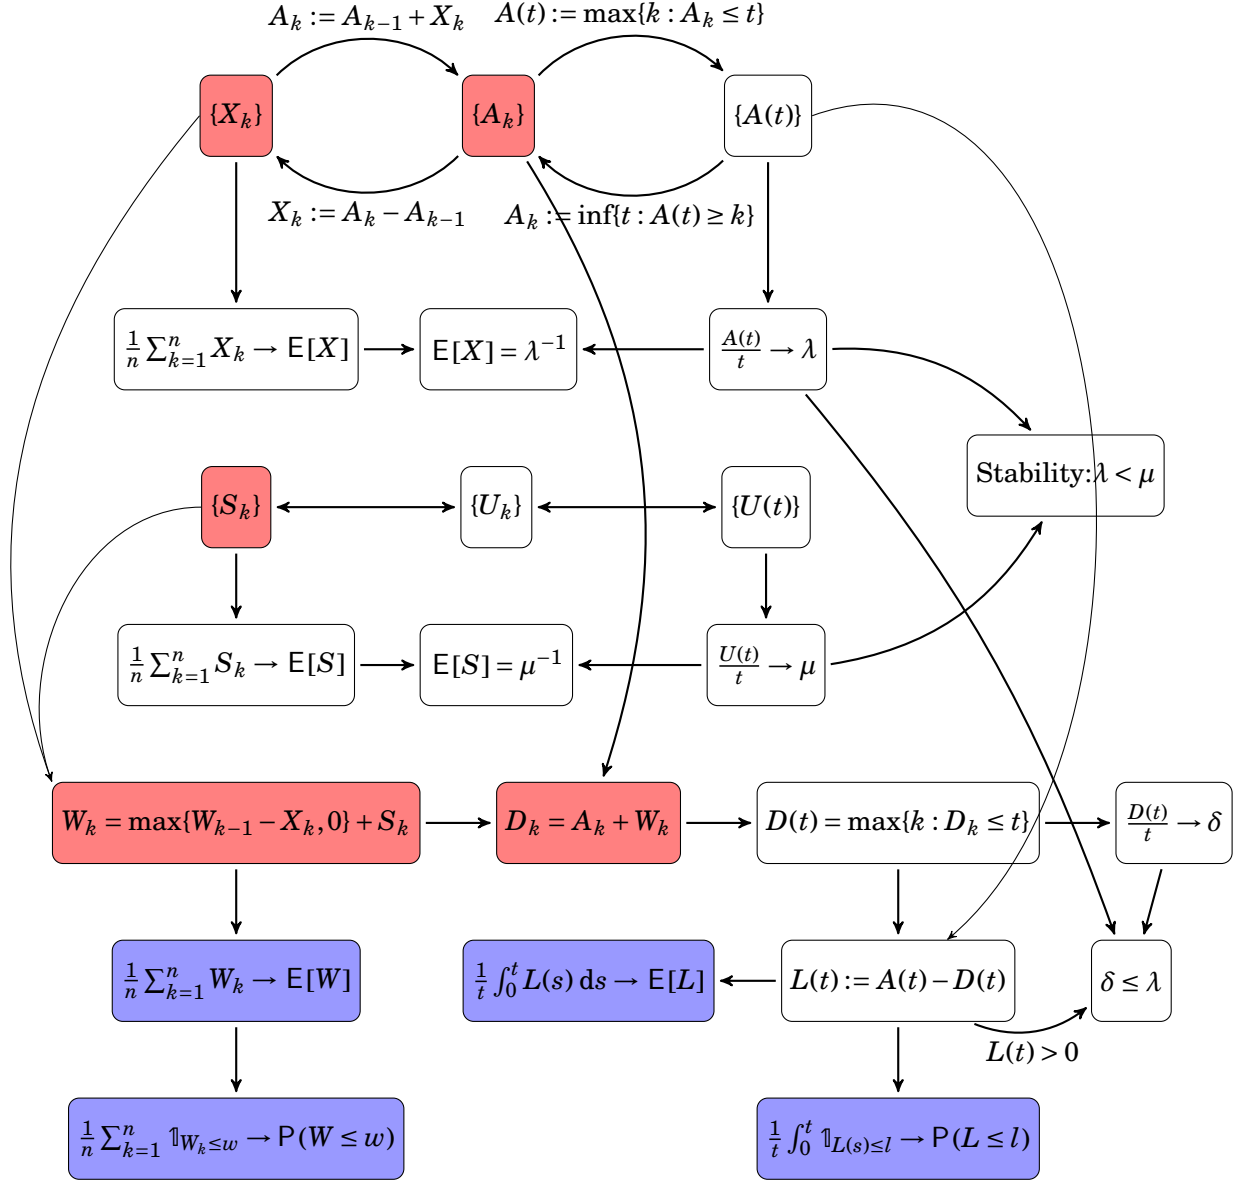 A_k := A_{k−1} + X_k
A(t) := max{k : A_k ≤ t}
{X_k}
{A_k}
{A(t)}
X_k := A_k − A_{k−1}
A_k := inf{t : A(t) ≥ k}
1/n ∑_{k=1}^n X_k → E[X]
E[X] = λ^{−1}
A(t)/t → λ
Stability: λ < μ
{S_k}
{U_k}
{U(t)}
1/n ∑_{k=1}^n S_k → E[S]
E[S] = μ^{−1}
U(t)/t → μ
W_k = max{W_{k−1} − X_k, 0} + S_k
D_k = A_k + W_k
D(t) = max{k : D_k ≤ t}
D(t)/t → δ
1/n ∑_{k=1}^n W_k → E[W]
1/t ∫_0^t L(s) ds → E[L]
L(t) := A(t) − D(t)
δ ≤ λ
L(t) > 0
1/n ∑_{k=1}^n 𝟙_{W_k ≤ w} → P(W ≤ w)
1/t ∫_0^t 𝟙_{L(s) ≤ l} → P(L ≤ l)